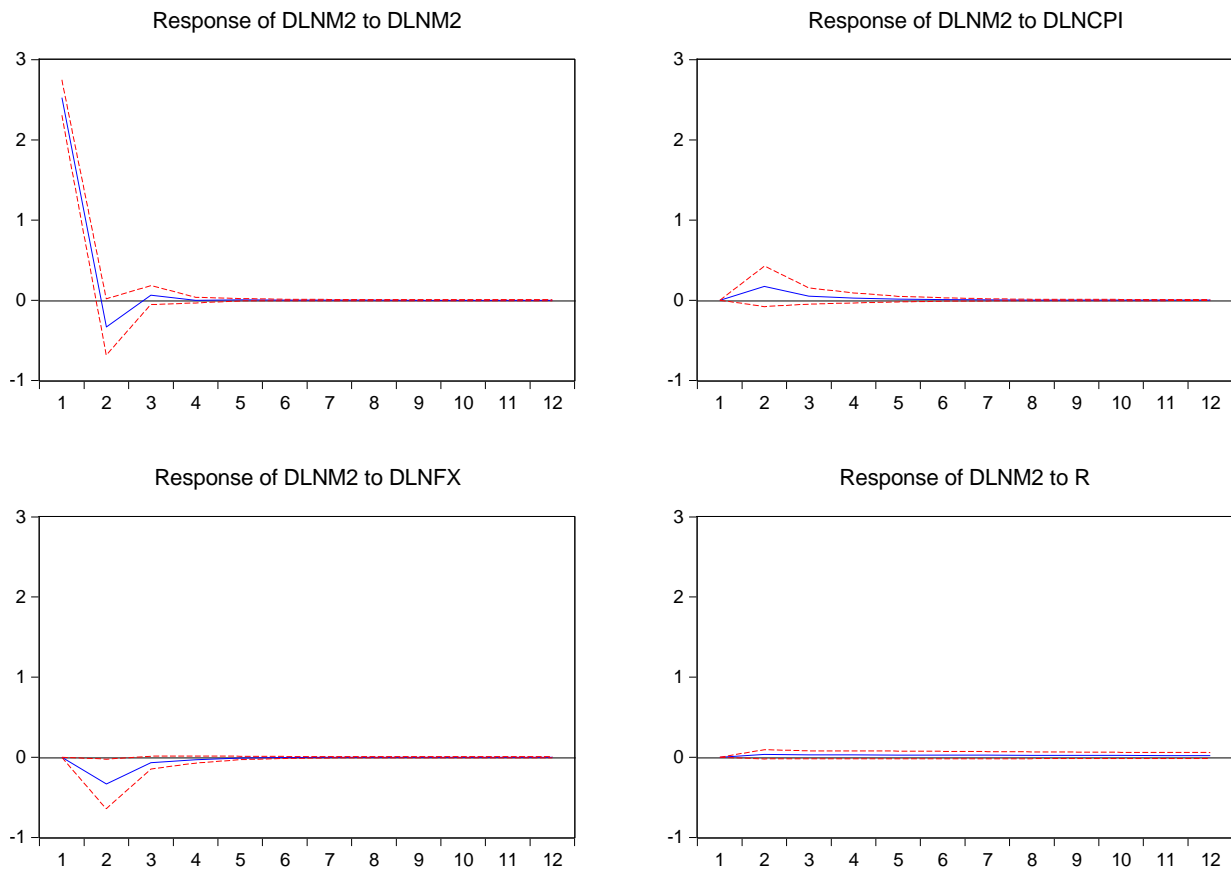 Response of DLNM2 to DLNM2
3
2
1
0
-1
1 2 3 4 5 6 7 8 9 10 11 12
Response of DLNM2 to DLNCPI
3
2
1
0
-1
1 2 3 4 5 6 7 8 9 10 11 12
Response of DLNM2 to DLNFX
3
2
1
0
-1
1 2 3 4 5 6 7 8 9 10 11 12
Response of DLNM2 to R
3
2
1
0
-1
1 2 3 4 5 6 7 8 9 10 11 12